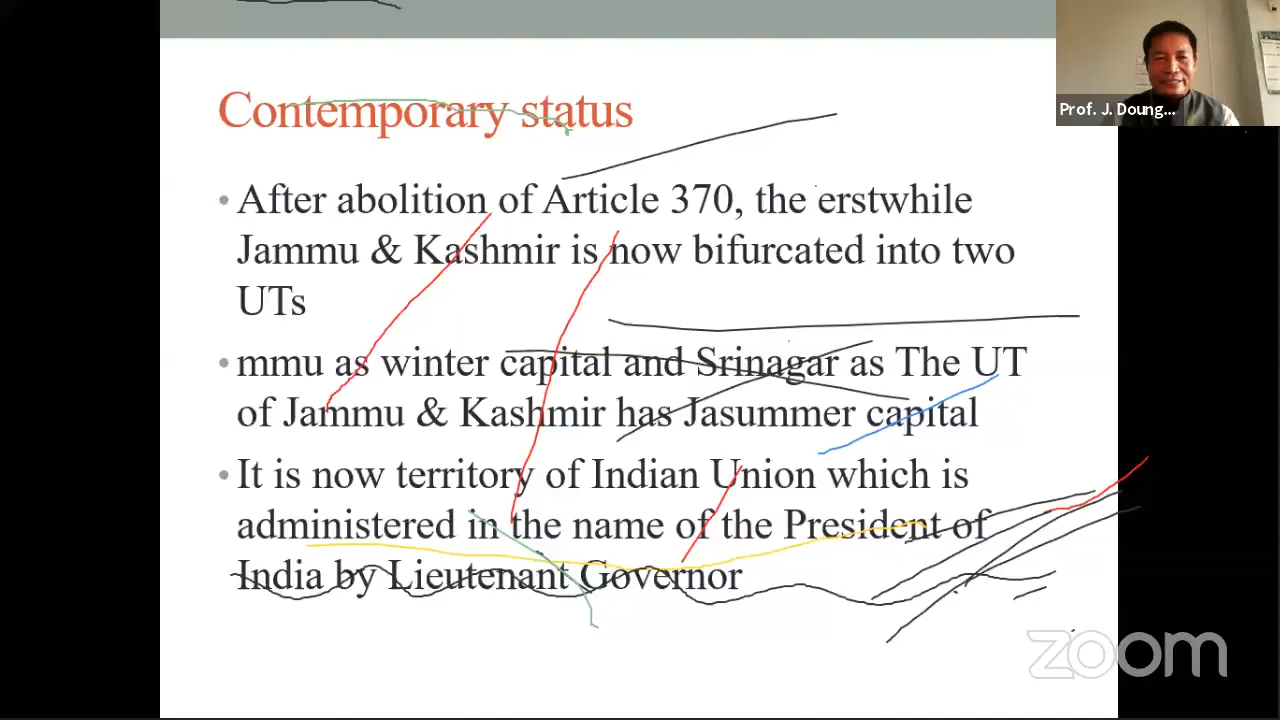 Prof. J. Doung...
Contemporary status
• After abolition of Article 370, the erstwhile
Jammu & Kashmir is now bifurcated into two
UTs
• mmu as winter capital and Srinagar as The UT
of Jammu & Kashmir has Jasummer capital
• It is now territory of Indian Union which is
administered in the name of the President of
India by Lieutenant Governor
zoom